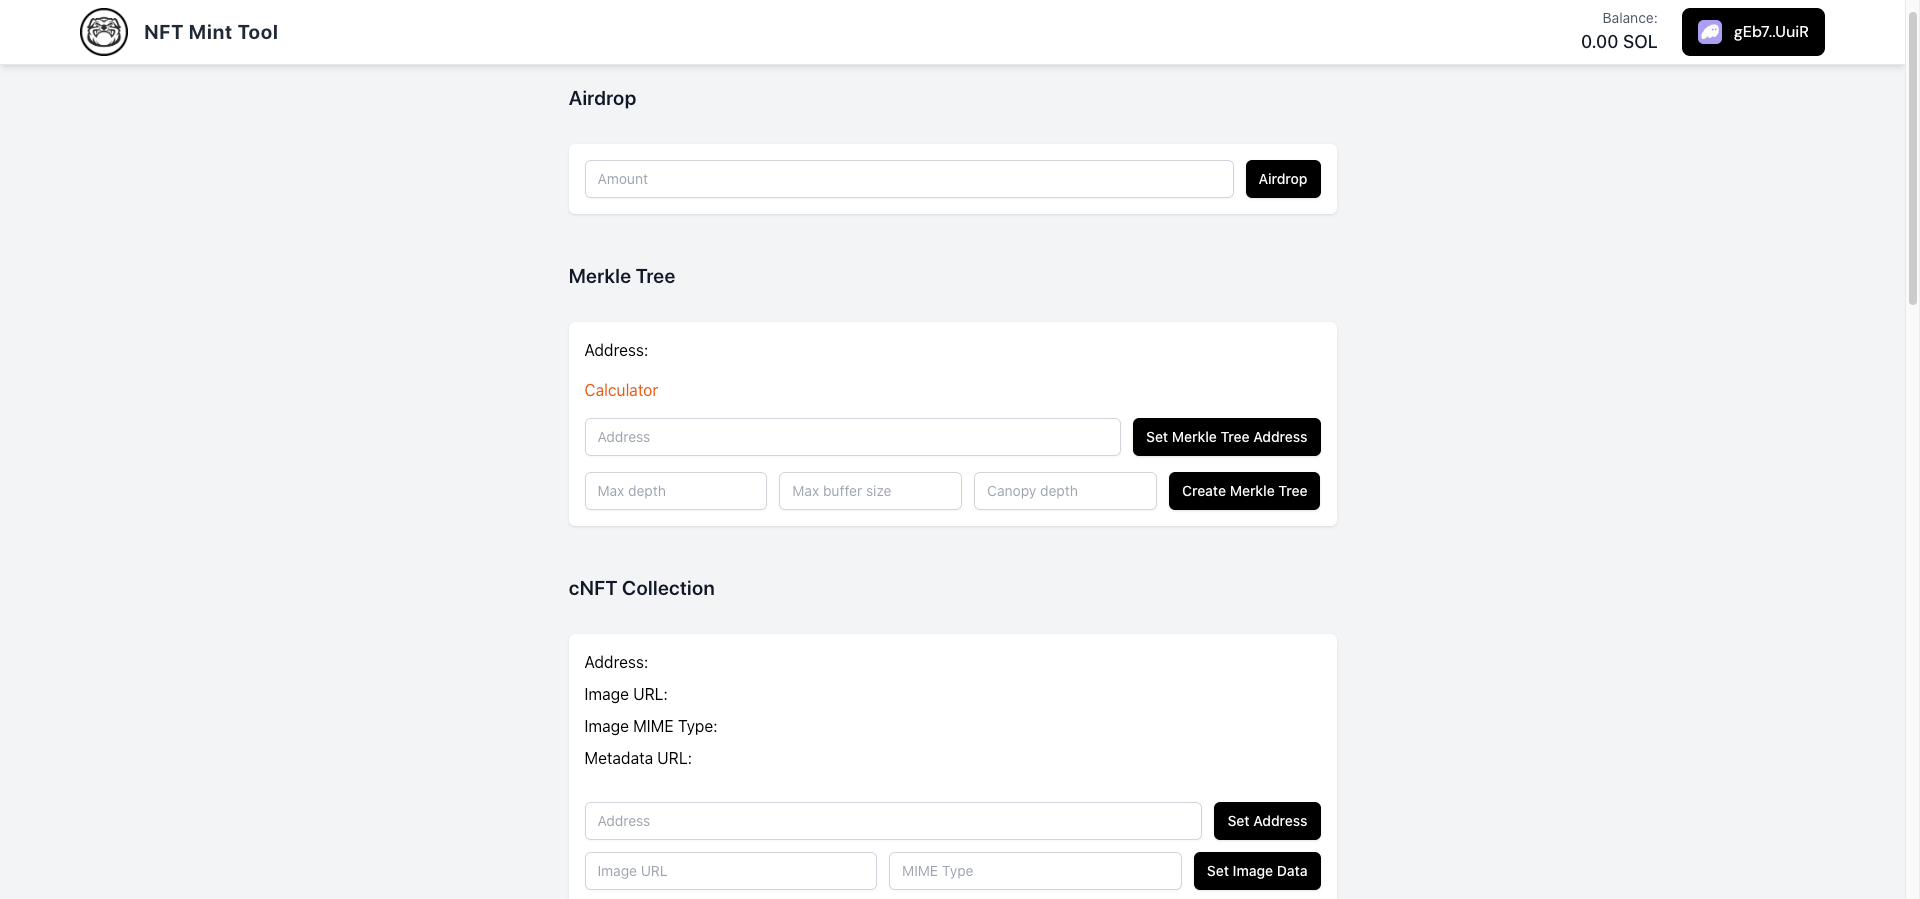 NFT Mint Tool
Balance:
0.00 SOL
gEb7..UuiR
Airdrop
Amount
Airdrop
Merkle Tree
Address:
Calculator
Address
Set Merkle Tree Address
Max depth
Max buffer size
Canopy depth
Create Merkle Tree
cNFT Collection
Address:
Image URL:
Image MIME Type:
Metadata URL:
Address
Set Address
Image URL
MIME Type
Set Image Data